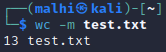 ┌──(malhi㉿kali)-[~]
└─$ wc -m test.txt
13 test.txt